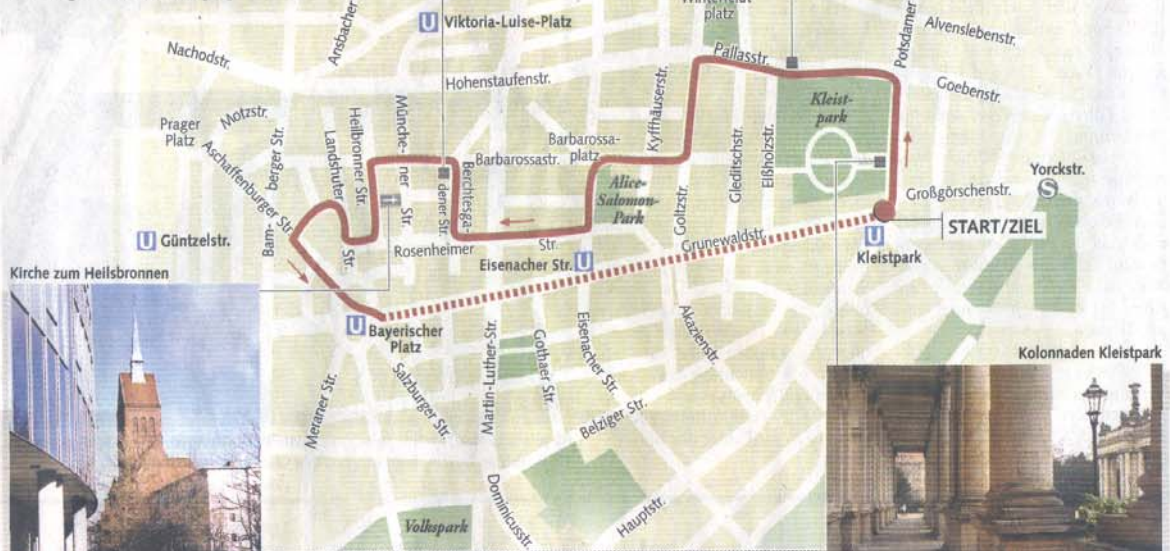 Winterfeldt-
platz
U Viktoria-Luise-Platz
Ansbacher
Potsdamer
Alvenslebenstr.
Nachodstr.
Pallasstr.
Hohenstaufenstr.
Goebenstr.
Kyffhäuserstr.
Kleist-
park
Motzstr.
Prager
Platz
Aschaffenburger Str.
Bam-
berger Str.
Landshuter
Str.
Heilbronner Str.
Münche-
ner
Str.
Barbarossastr.
Barbarossa-
platz
Berchtesga-
dener Str.
Gleditschstr.
Elßholzstr.
Goltzstr.
Alice-
Salomon-
Park
Großgörschenstr.
Yorckstr.
S
START/ZIEL
U Güntzelstr.
Rosenheimer
Str.
Grunewaldstr.
Eisenacher Str. U
U
Kleistpark
Kirche zum Heilsbronnen
U Bayerischer
Platz
Meraner Str.
Salzburger Str.
Martin-Luther-Str.
Gothaer Str.
Eisenacher Str.
Akazienstr.
Belziger Str.
Kolonnaden Kleistpark
Dominicusstr.
Hauptstr.
Volkspark